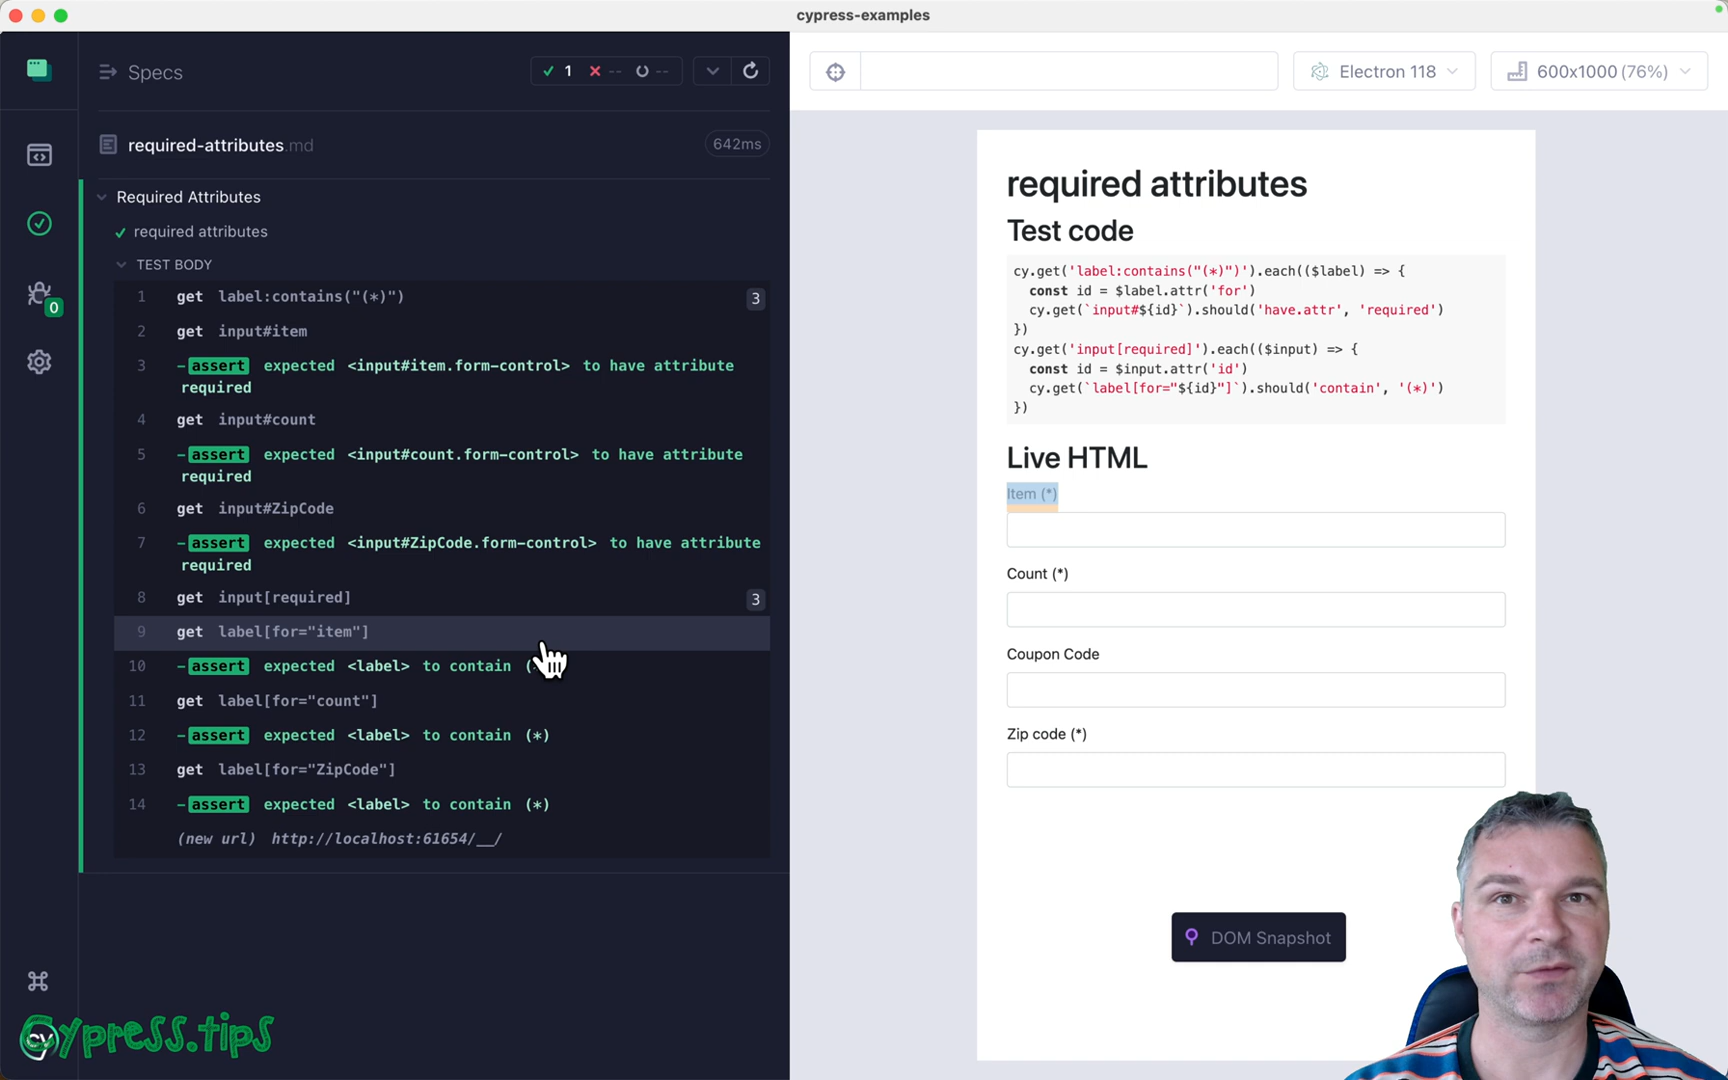 cypress-examples
Specs
1
--
--
Electron 118
600x1000 (76%)
required-attributes.md
642ms
Required Attributes
required attributes
TEST BODY
1 get label:contains("(*)") 3
2 get input#item
3 -assert expected <input#item.form-control> to have attribute
required
4 get input#count
5 -assert expected <input#count.form-control> to have attribute
required
6 get input#ZipCode
7 -assert expected <input#ZipCode.form-control> to have attribute
required
8 get input[required] 3
9 get label[for="item"]
10 -assert expected <label> to contain (
11 get label[for="count"]
12 -assert expected <label> to contain (*)
13 get label[for="ZipCode"]
14 -assert expected <label> to contain (*)
(new url) http://localhost:61654/__/
0
cy
Cypress.tips
required attributes
Test code
cy.get('label:contains("(*)")').each(($label) => {
const id = $label.attr('for')
cy.get(`input#${id}`).should('have.attr', 'required')
})
cy.get('input[required]').each(($input) => {
const id = $input.attr('id')
cy.get(`label[for="${id}"]`).should('contain', '(*)')
})
Live HTML
Item (*)
Count (*)
Coupon Code
Zip code (*)
DOM Snapshot